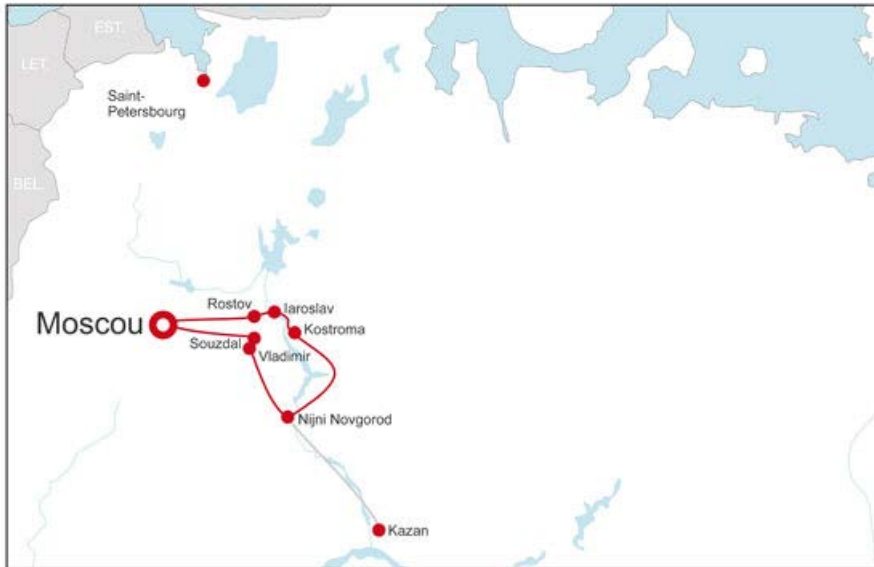 EST.
LET.
Saint-
Petersbourg
BEL.
Rostov
Iaroslav
Moscou
Kostroma
Souzdal
Vladimir
Nijni Novgorod
Kazan